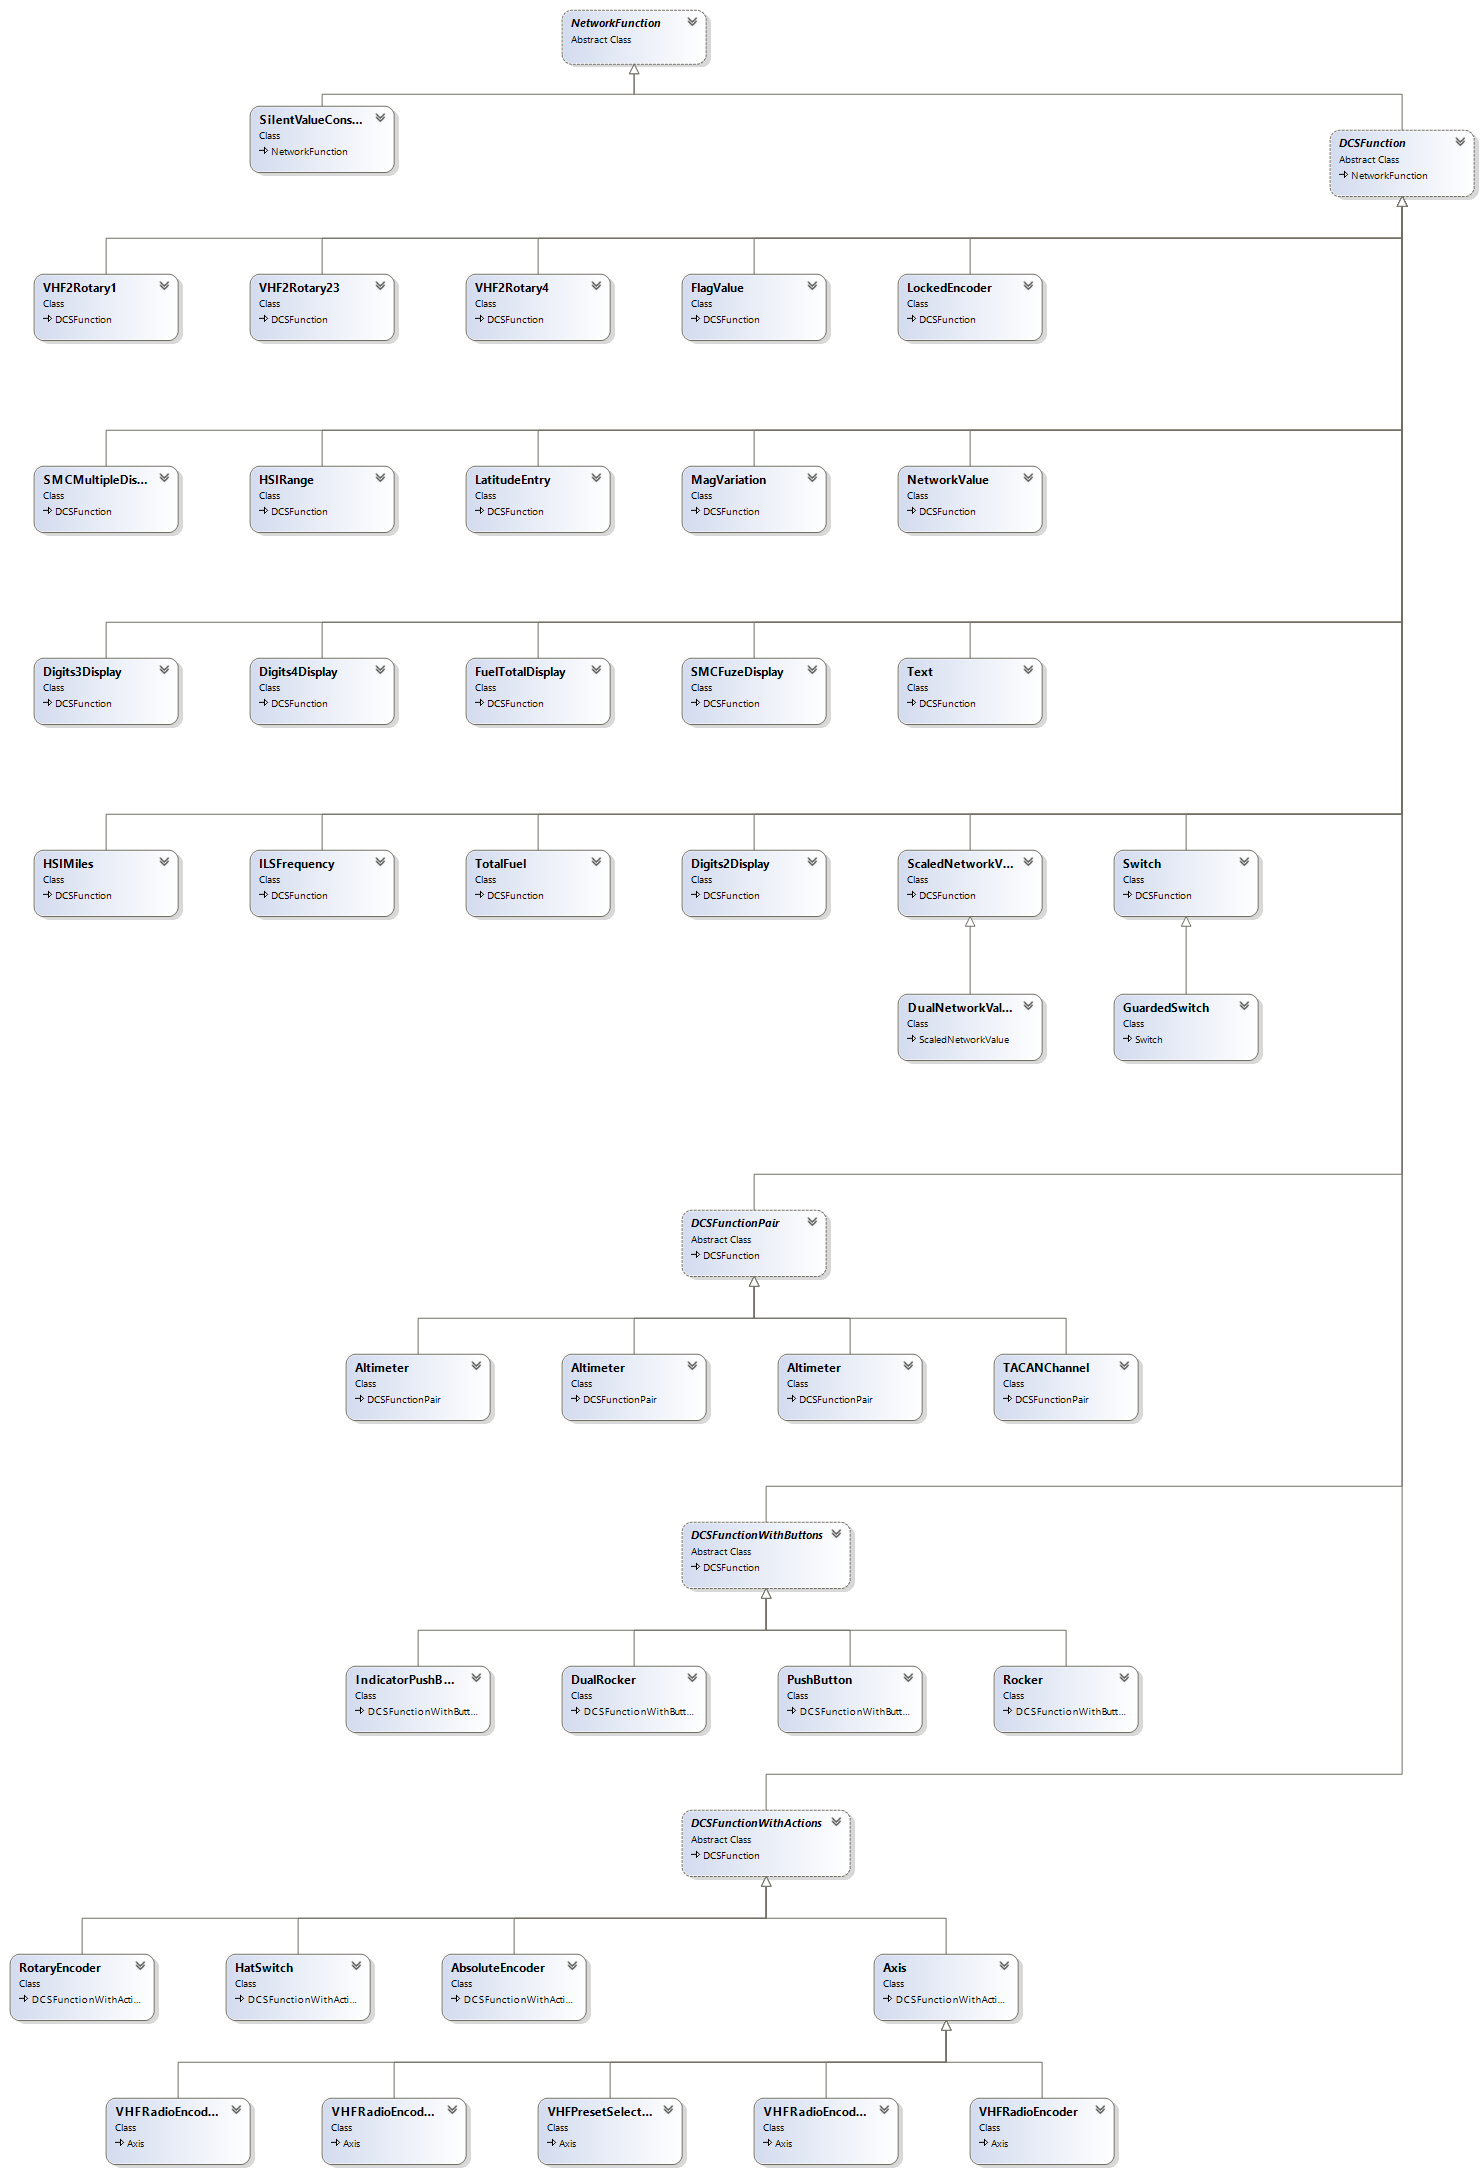 NetworkFunction
Abstract Class
SilentValueCons...
Class
NetworkFunction
DCSFunction
Abstract Class
NetworkFunction
VHF2Rotary1
Class
DCSFunction
VHF2Rotary23
Class
DCSFunction
VHF2Rotary4
Class
DCSFunction
FlagValue
Class
DCSFunction
LockedEncoder
Class
DCSFunction
SMCMultipleDis...
Class
DCSFunction
HSIRange
Class
DCSFunction
LatitudeEntry
Class
DCSFunction
MagVariation
Class
DCSFunction
NetworkValue
Class
DCSFunction
Digits3Display
Class
DCSFunction
Digits4Display
Class
DCSFunction
FuelTotalDisplay
Class
DCSFunction
SMCFuzeDisplay
Class
DCSFunction
Text
Class
DCSFunction
HSIMiles
Class
DCSFunction
ILSFrequency
Class
DCSFunction
TotalFuel
Class
DCSFunction
Digits2Display
Class
DCSFunction
ScaledNetworkV...
Class
DCSFunction
Switch
Class
DCSFunction
DualNetworkVal...
Class
ScaledNetworkValue
GuardedSwitch
Class
Switch
DCSFunctionPair
Abstract Class
DCSFunction
Altimeter
Class
DCSFunctionPair
Altimeter
Class
DCSFunctionPair
Altimeter
Class
DCSFunctionPair
TACANChannel
Class
DCSFunctionPair
DCSFunctionWithButtons
Abstract Class
DCSFunction
IndicatorPushB...
Class
DCSFunctionWithButt...
DualRocker
Class
DCSFunctionWithButt...
PushButton
Class
DCSFunctionWithButt...
Rocker
Class
DCSFunctionWithButt...
DCSFunctionWithActions
Abstract Class
DCSFunction
RotaryEncoder
Class
DCSFunctionWithActi...
HatSwitch
Class
DCSFunctionWithActi...
AbsoluteEncoder
Class
DCSFunctionWithActi...
Axis
Class
DCSFunctionWithActi...
VHFRadioEncod...
Class
Axis
VHFRadioEncod...
Class
Axis
VHFPresetSelect...
Class
Axis
VHFRadioEncod...
Class
Axis
VHFRadioEncoder
Class
Axis